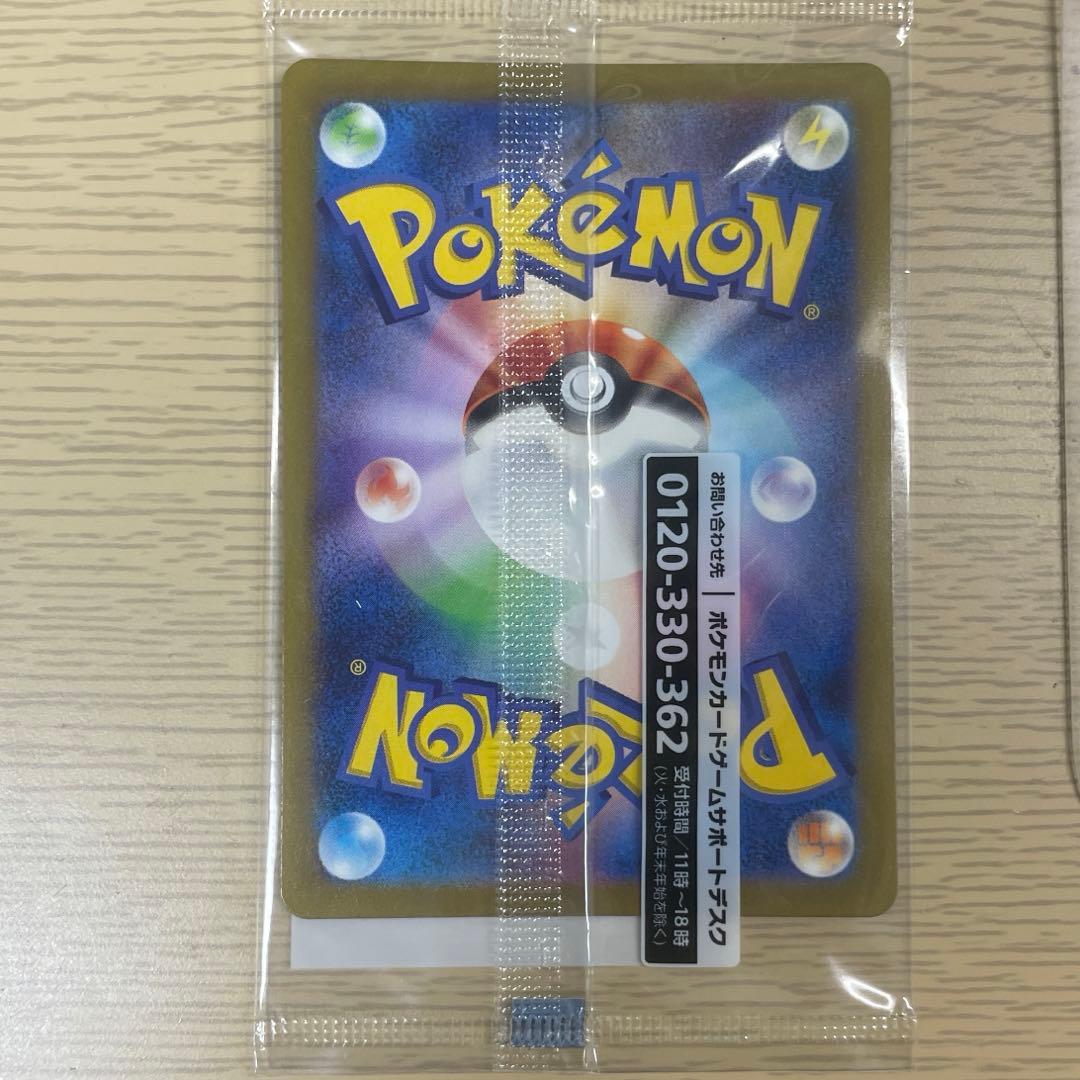 POKéMON
®
お問い合わせ先 | ポケモンカードゲームサポートデスク
0120-330-362 受付時間/11時~18時
(火・水および年末年始を除く)
POKéMON
®